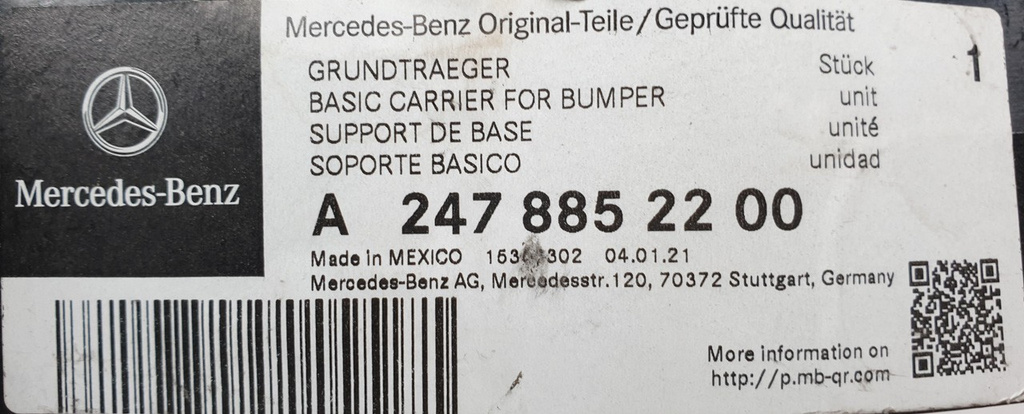 Mercedes-Benz Original-Teile/Geprüfte Qualität
GRUNDTRAEGER Stück 1
BASIC CARRIER FOR BUMPER unit
SUPPORT DE BASE unité
SOPORTE BASICO unidad
Mercedes-Benz
A 247 885 22 00
Made in MEXICO 04.01.21
Mercedes-Benz AG, Mercedesstr.120, 70372 Stuttgart, Germany
More information on
http://p.mb-qr.com